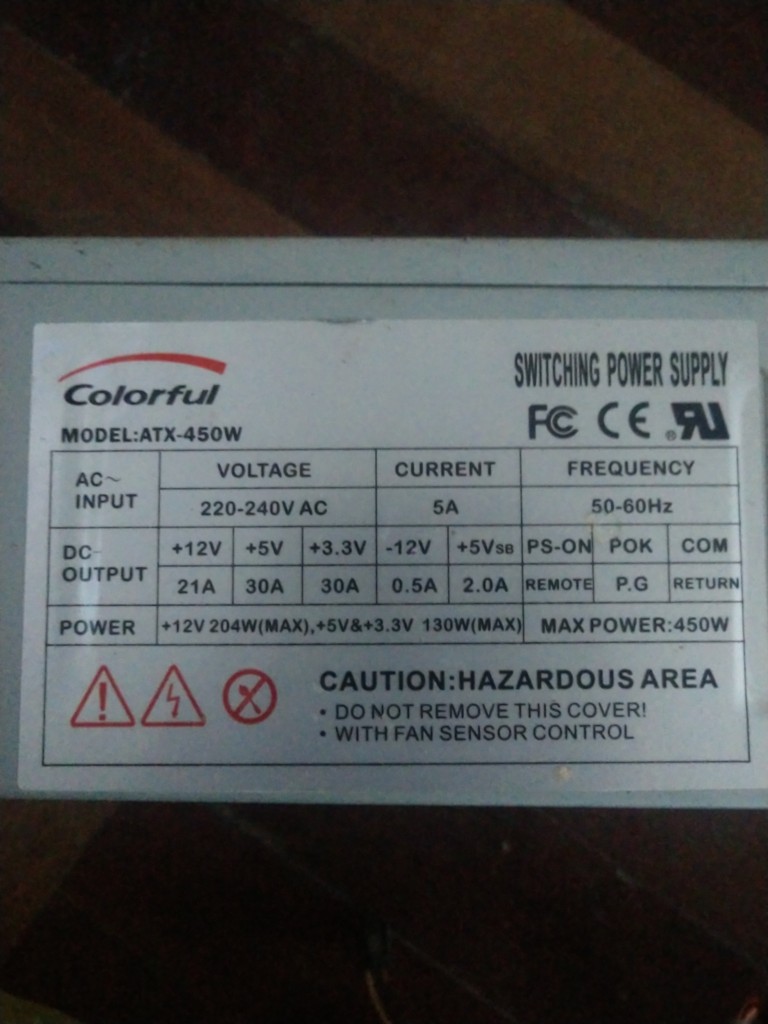 Colorful
SWITCHING POWER SUPPLY
FC CE RU
MODEL:ATX-450W
AC~ INPUT VOLTAGE CURRENT FREQUENCY
220-240V AC 5A 50-60Hz
DC OUTPUT +12V +5V +3.3V -12V +5VSB PS-ON POK COM
21A 30A 30A 0.5A 2.0A REMOTE P.G RETURN
POWER +12V 204W(MAX),+5V&+3.3V 130W(MAX) MAX POWER:450W
CAUTION:HAZARDOUS AREA
• DO NOT REMOVE THIS COVER!
• WITH FAN SENSOR CONTROL